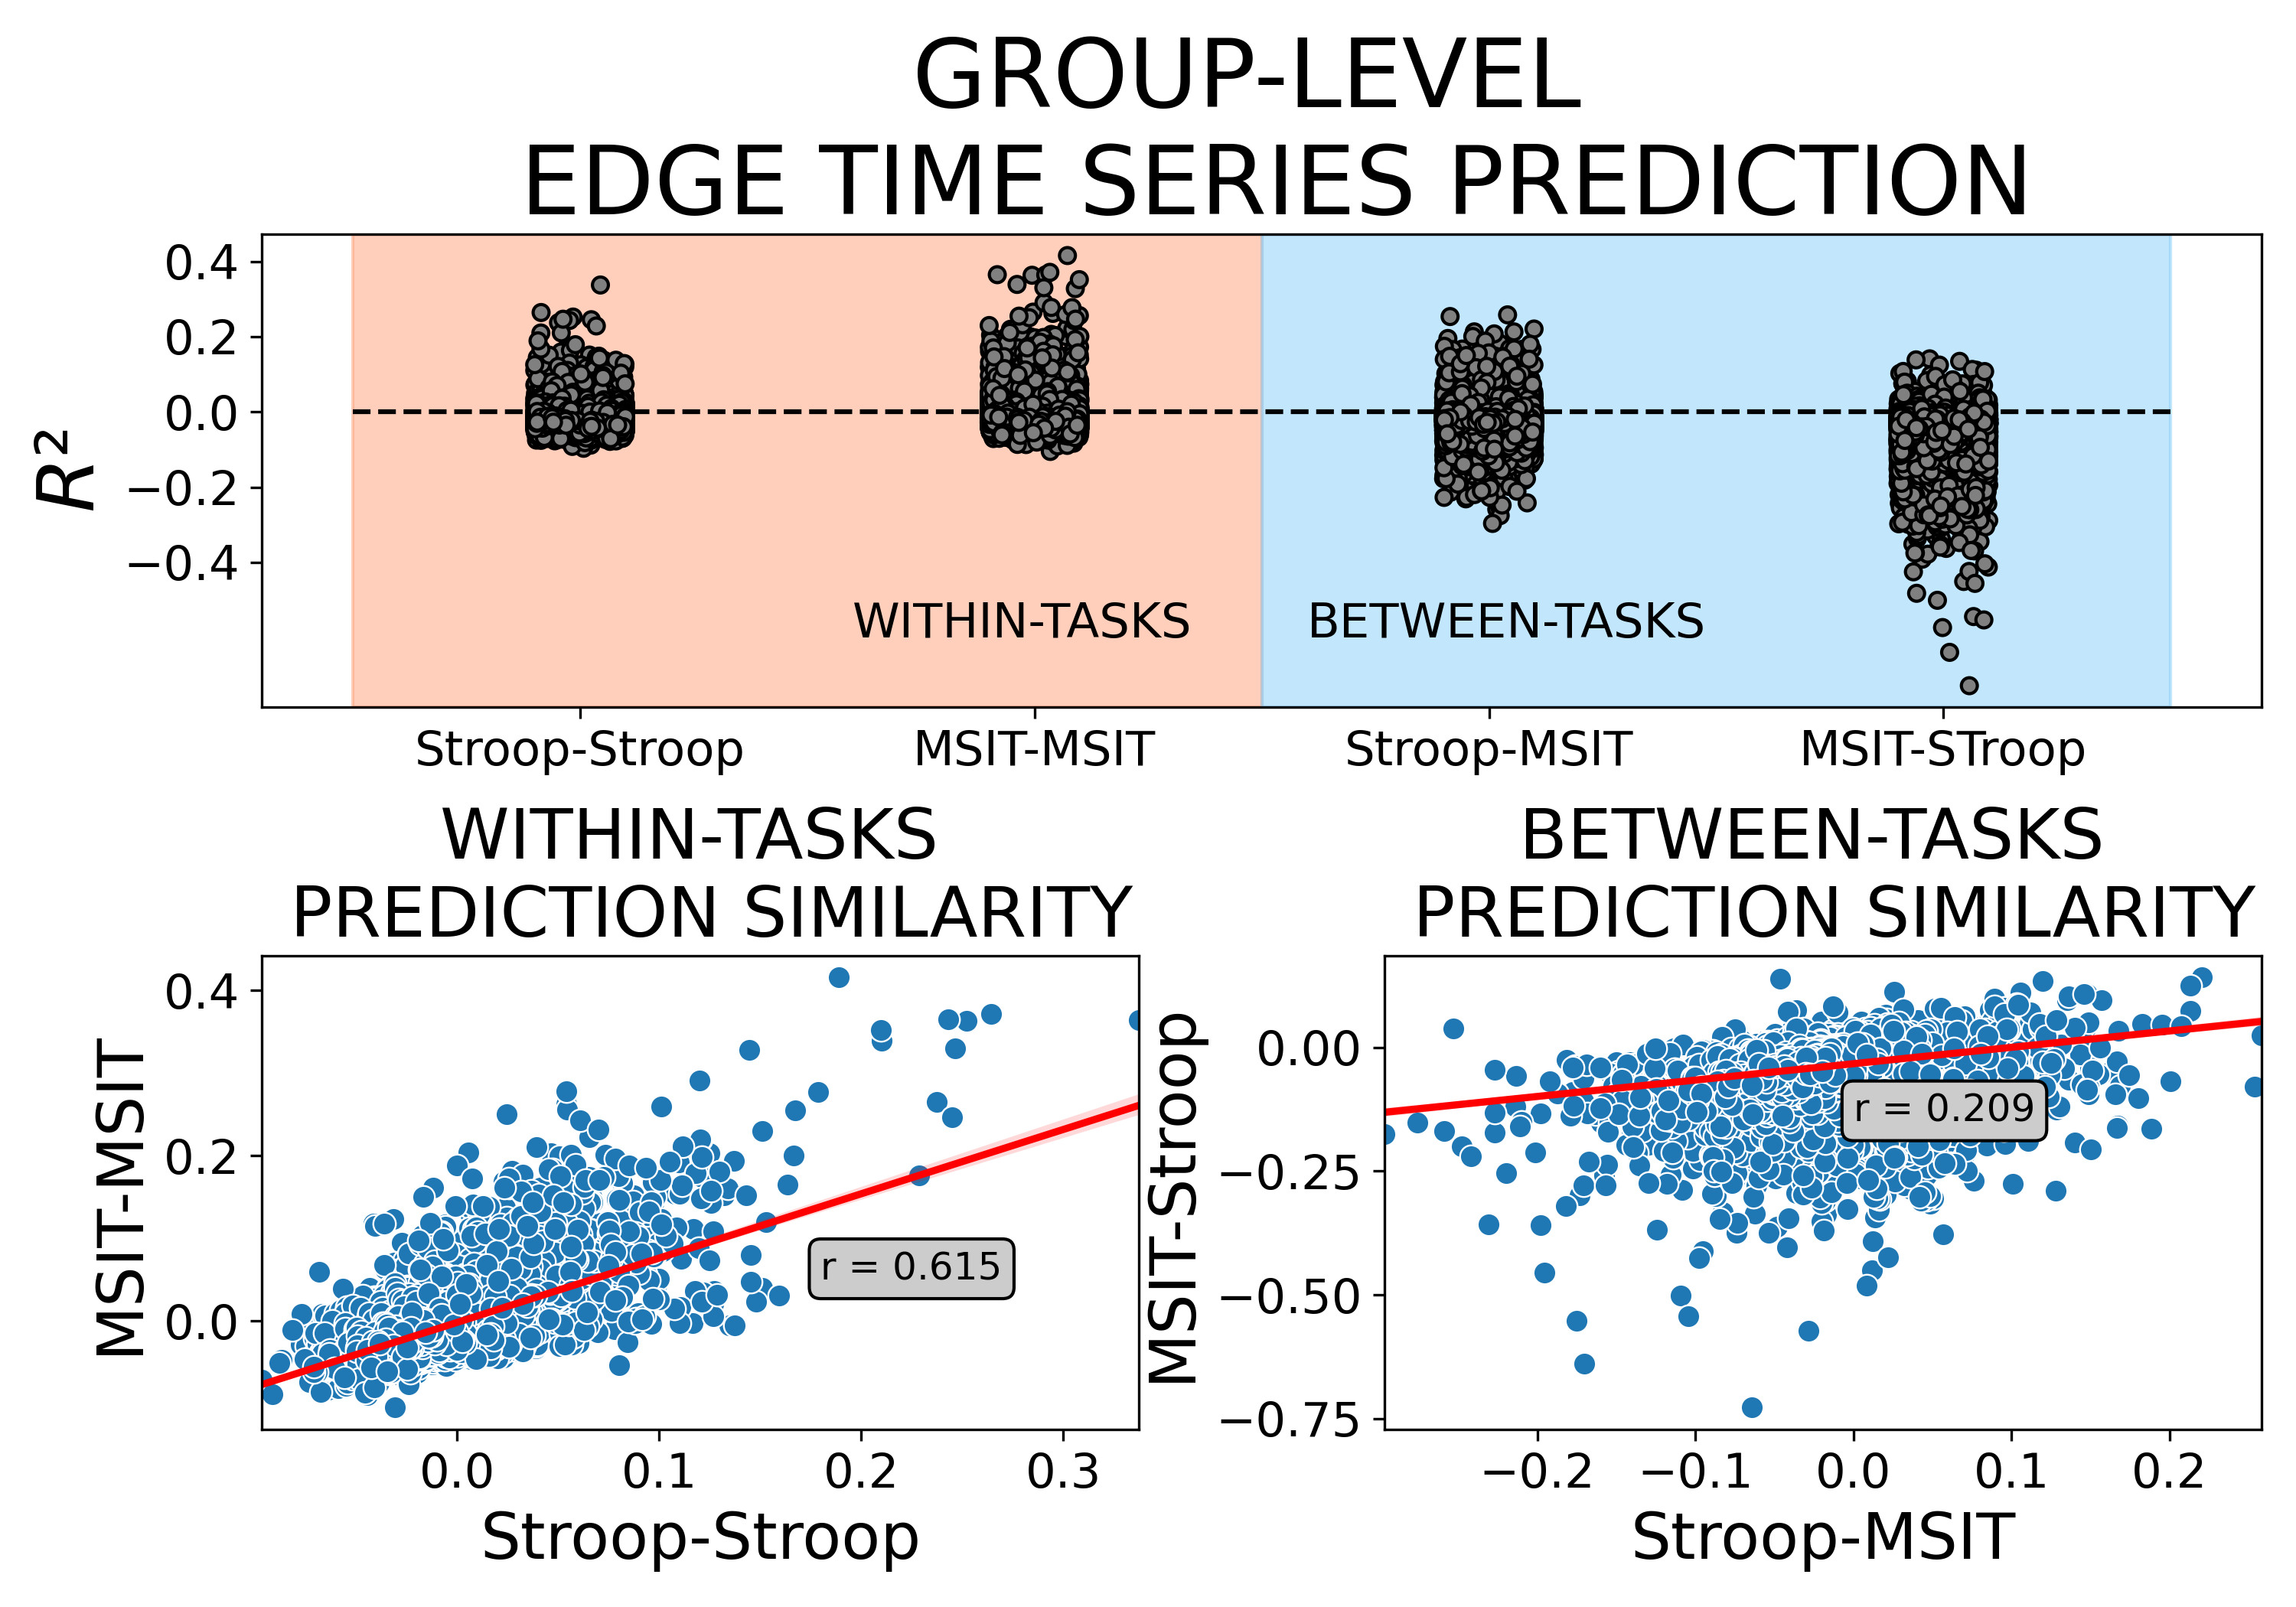 GROUP-LEVEL
EDGE TIME SERIES PREDICTION
0.4
0.2
0.0
−0.2
−0.4
R²
WITHIN-TASKS
BETWEEN-TASKS
Stroop-Stroop
MSIT-MSIT
Stroop-MSIT
MSIT-STroop
WITHIN-TASKS
PREDICTION SIMILARITY
0.4
0.2
0.0
MSIT-MSIT
r = 0.615
0.0
0.1
0.2
0.3
Stroop-Stroop
BETWEEN-TASKS
PREDICTION SIMILARITY
0.00
−0.25
−0.50
−0.75
MSIT-Stroop
r = 0.209
−0.2
−0.1
0.0
0.1
0.2
Stroop-MSIT